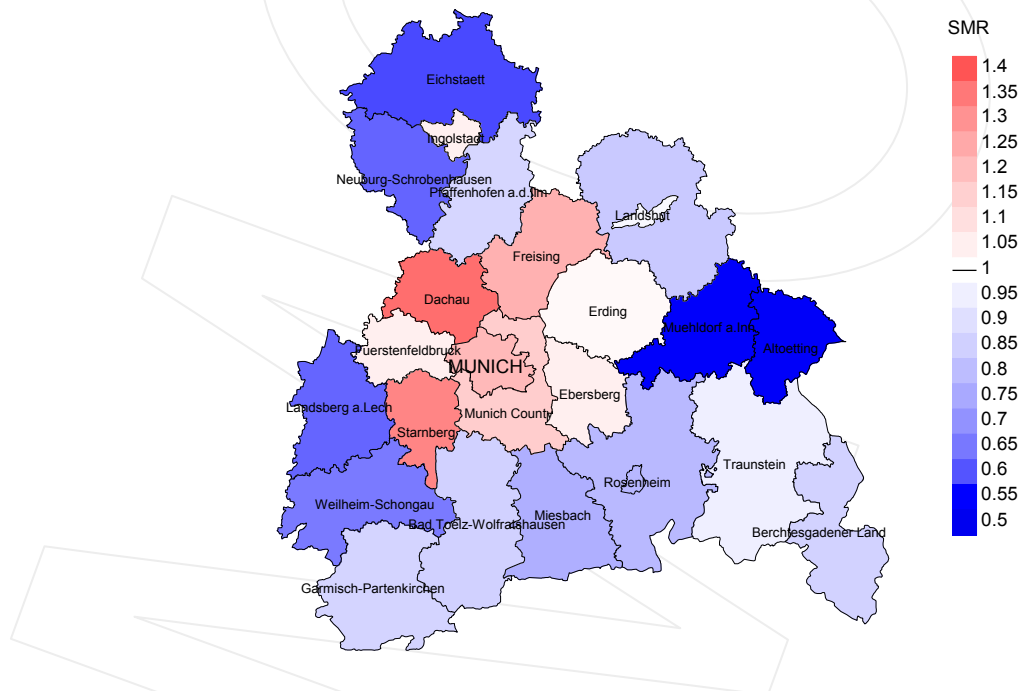 SMR
1.4
1.35
1.3
1.25
1.2
1.15
1.1
1.05
1
0.95
0.9
0.85
0.8
0.75
0.7
0.65
0.6
0.55
0.5
Eichstaett
Ingolstadt
Neuburg-Schrobenhausen
Pfaffenhofen a.d.Ilm
Landshut
Freising
Dachau
Erding
Muehldorf a.Inn
Altoetting
Fuerstenfeldbruck
MUNICH
Ebersberg
Landsberg a.Lech
Munich County
Starnberg
Traunstein
Rosenheim
Weilheim-Schongau
Miesbach
Bad Toelz-Wolfratshausen
Berchtesgadener Land
Garmisch-Partenkirchen